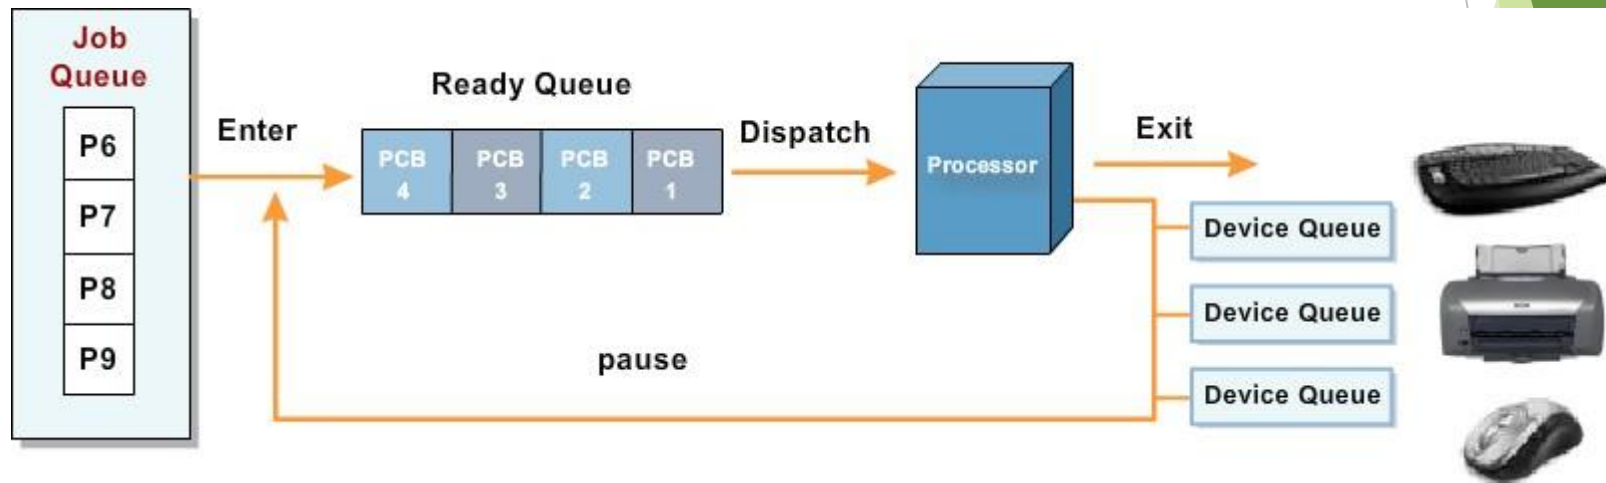 Job
Queue
P6
P7
P8
P9
Enter
Ready Queue
PCB
4
PCB
3
PCB
2
PCB
1
Dispatch
Processor
Exit
Device Queue
Device Queue
Device Queue
pause